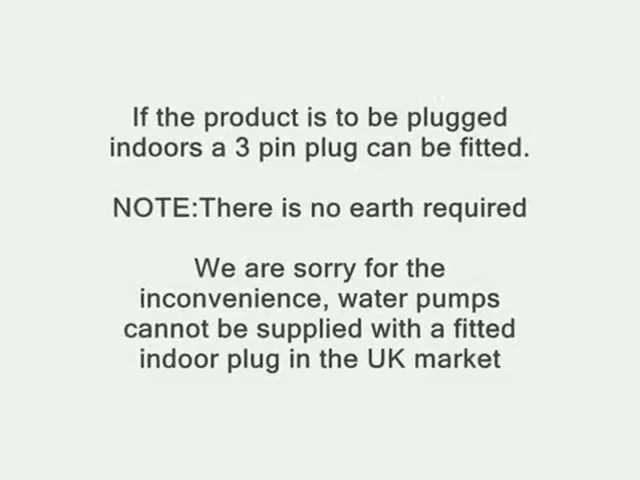 If the product is to be plugged
indoors a 3 pin plug can be fitted.
NOTE:There is no earth required
We are sorry for the
inconvenience, water pumps
cannot be supplied with a fitted
indoor plug in the UK market